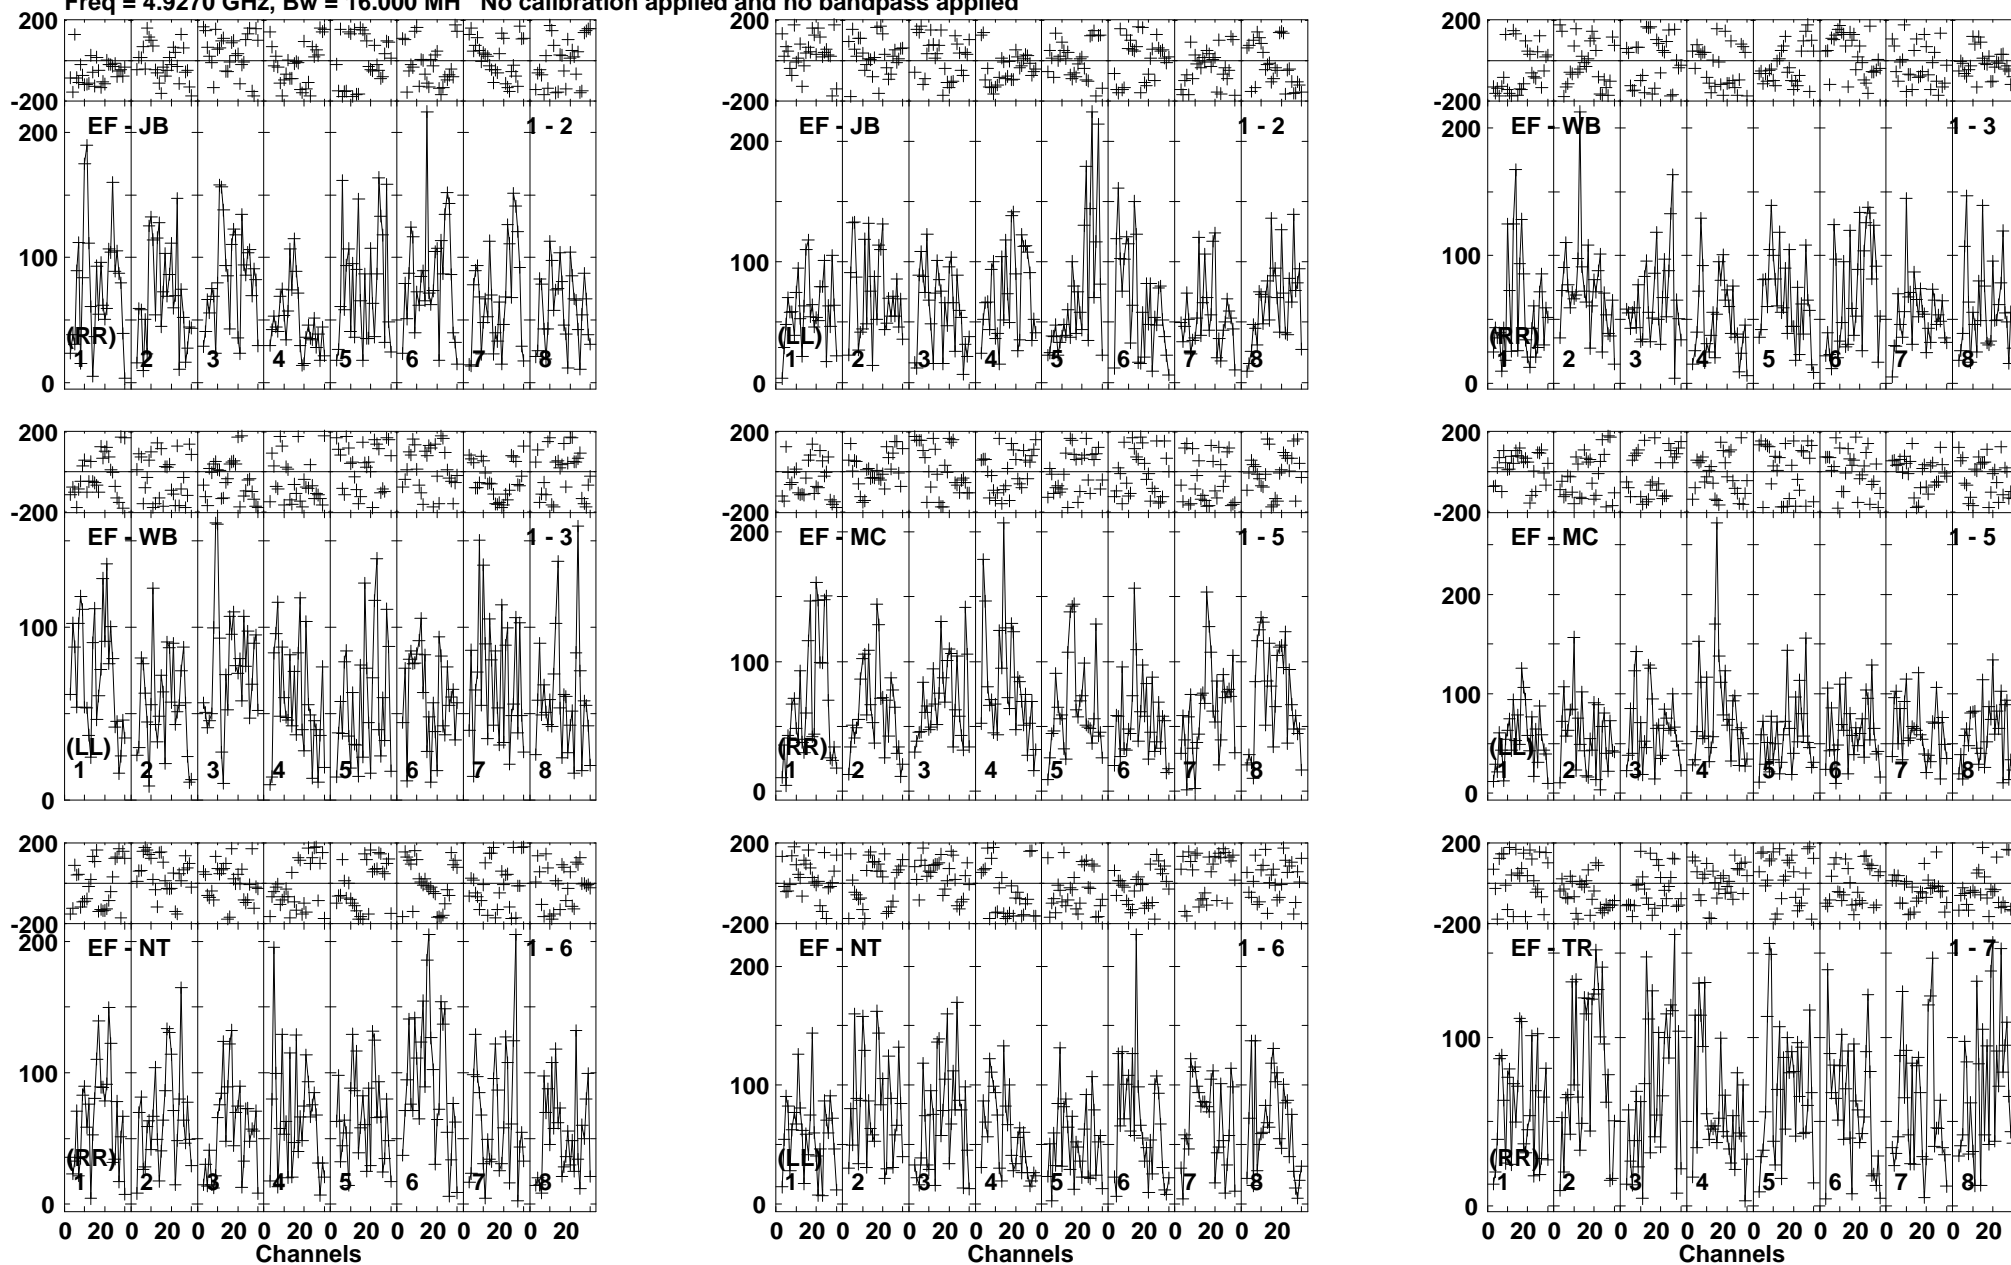 Freq = 4.9270 GHz, Bw = 16.000 MH No calibration applied and no bandpass applied
200 200 200
-200 -200 -200
EF - JB 1 - 2 EF - JB 1 - 2 EF - WB 1 - 3
200 200 200
100 100 100
(RR) (LL) (RR)
1 2 3 4 5 6 7 8 1 2 3 4 5 6 7 8 1 2 3 4 5 6 7 8
0 0 0
200 200 200
-200 -200 -200
EF - WB 1 - 3 EF - MC 1 - 5 EF - MC 1 - 5
200
200
100 100 100
(LL) (RR) (LL)
1 2 3 4 5 6 7 8 1 2 3 4 5 6 7 8 1 2 3 4 5 6 7 8
0 0 0
200 200 200
-200 -200 -200
EF - NT 1 - 6 EF - NT 1 - 6 EF - TR 1 - 7
200 200
100 100 100
(RR) (LL) (RR)
1 2 3 4 5 6 7 8 1 2 3 4 5 6 7 8 1 2 3 4 5 6 7 8
0 0 0
0 20 0 20 0 20 0 20 0 20 0 20 0 20 0 20 0 20 0 20 0 20 0 20 0 20 0 20 0 20 0 20 0 20 0 20 0 20 0 20 0 20 0 20 0 20 0 20
Channels Channels Channels